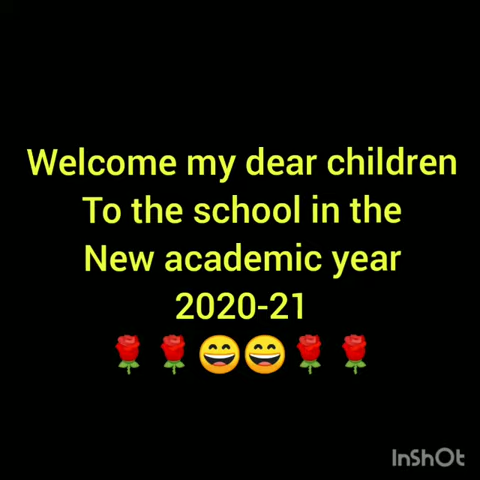 Welcome my dear children
To the school in the
New academic year
2020-21
🌹🌹😄😄🌹🌹
InShOt